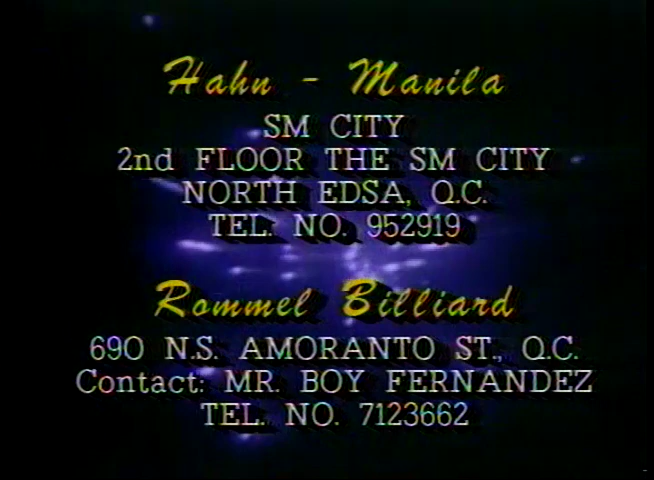 Hahn - Manila
SM CITY
2nd FLOOR THE SM CITY
NORTH EDSA, Q.C.
TEL. NO. 952919
Rommel Billiard
690 N.S. AMORANTO ST., Q.C.
Contact: MR. BOY FERNANDEZ
TEL. NO. 7123662